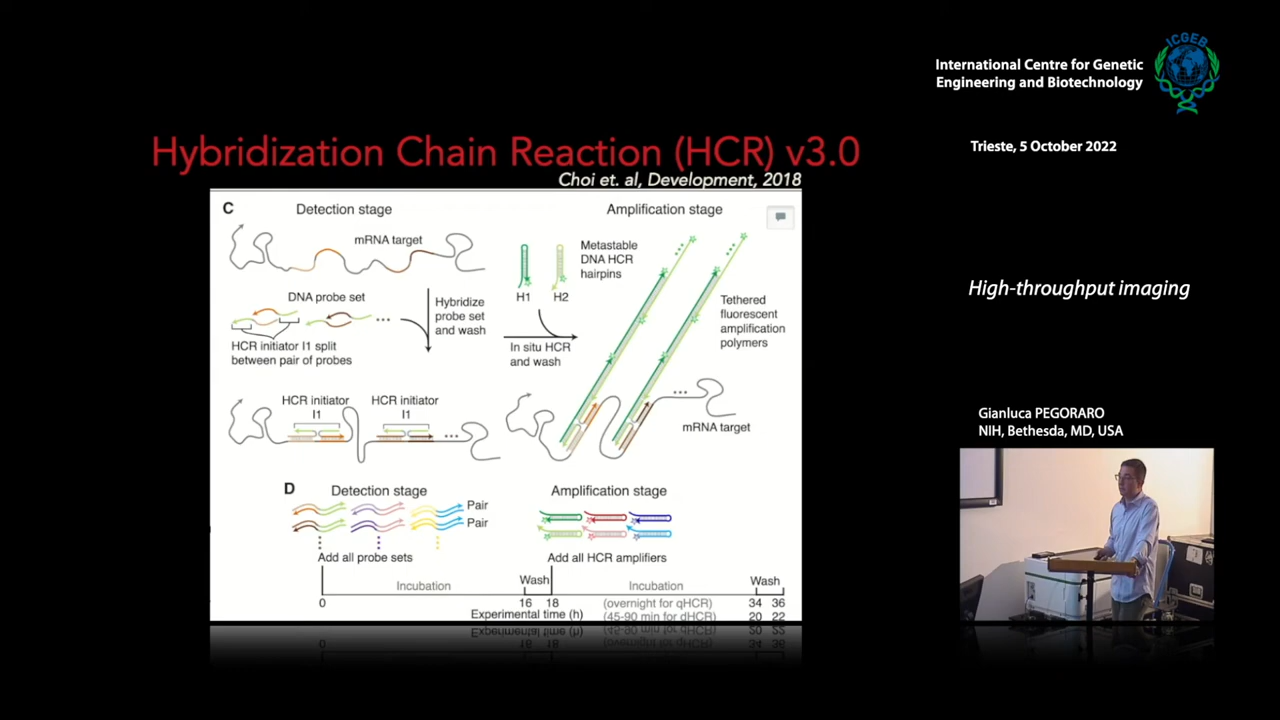 ICGEB
International Centre for Genetic
Engineering and Biotechnology
Trieste, 5 October 2022
Hybridization Chain Reaction (HCR) v3.0
Choi et. al, Development, 2018
C
Detection stage
Amplification stage
mRNA target
Metastable
DNA HCR
hairpins
H1
H2
DNA probe set
Hybridize
probe set
and wash
HCR initiator I1 split
between pair of probes
In situ HCR
and wash
Tethered
fluorescent
amplification
polymers
HCR initiator
I1
HCR initiator
I1
mRNA target
D
Detection stage
Amplification stage
Pair
Pair
Add all probe sets
Add all HCR amplifiers
Incubation
Wash
Incubation
Wash
0
16
18
(overnight for qHCR)
34
36
Experimental time (h)
(45-90 min for dHCR)
20
22
High-throughput imaging
Gianluca PEGORARO
NIH, Bethesda, MD, USA